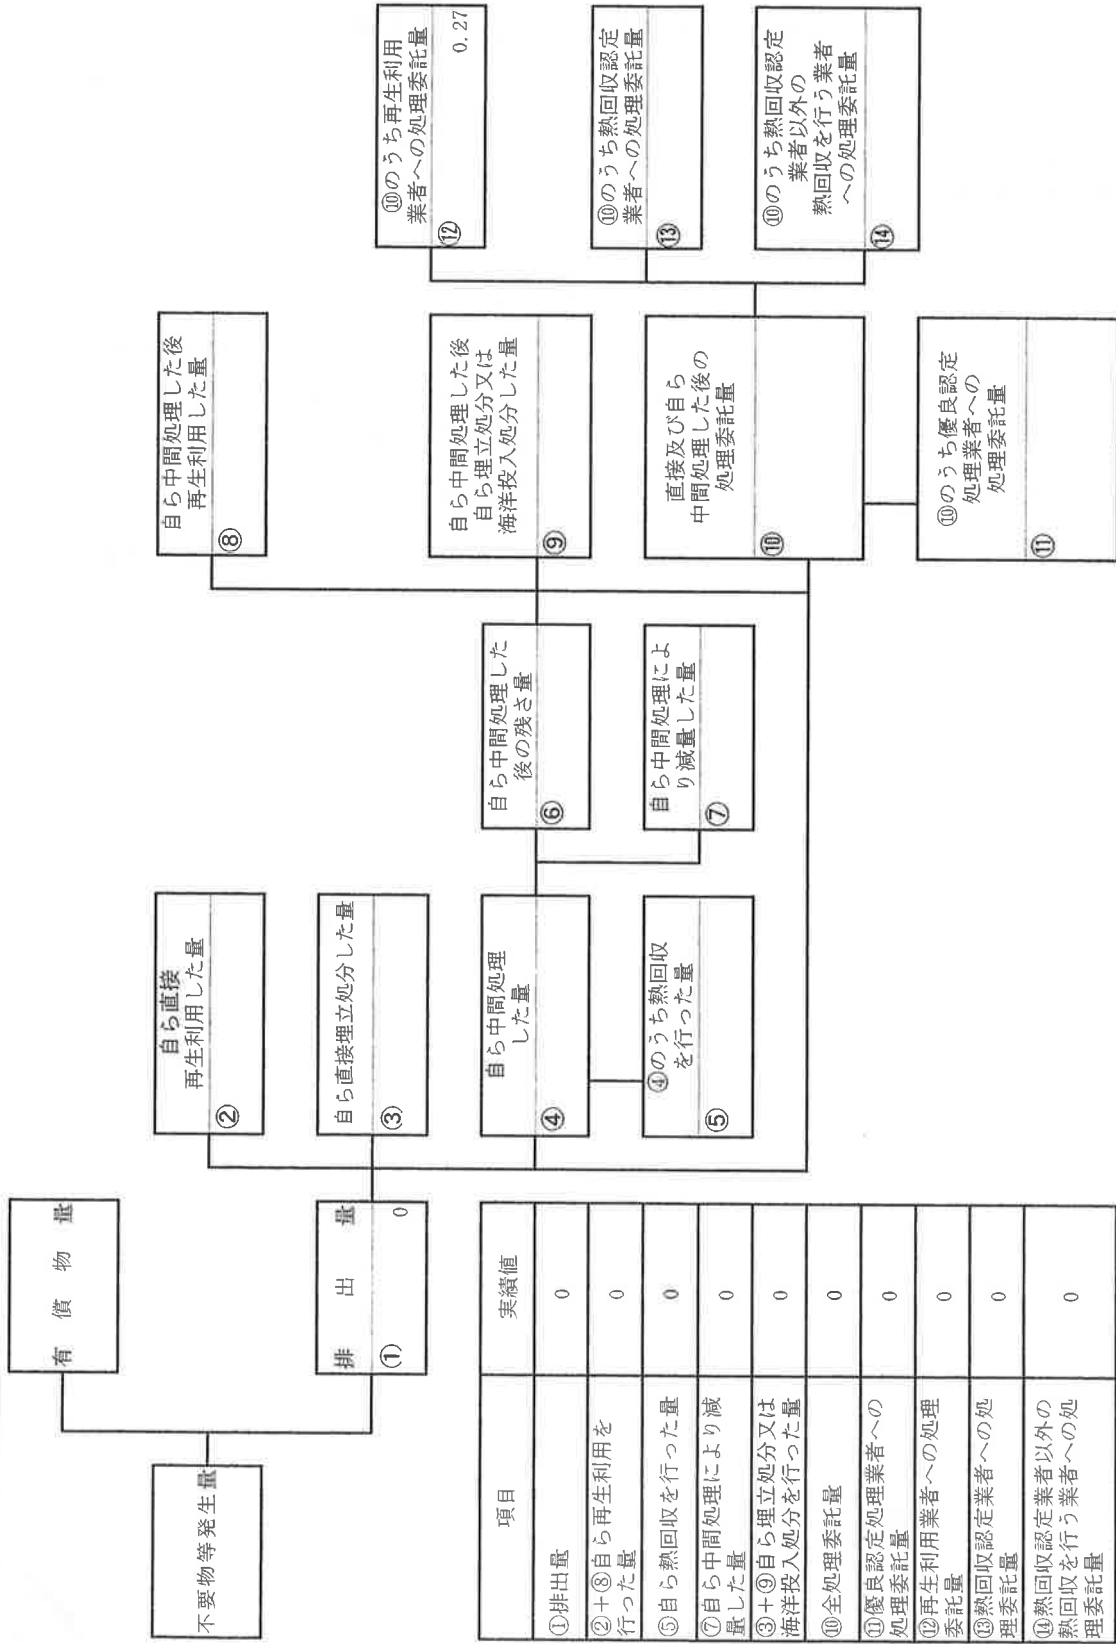 不要物等発生量
有 償 物 量
排 出 量
① 0
自ら直接
再生利用した量
②
自ら直接埋立処分した量
③
自ら中間処理
した量
④
④のうち熱回収
を行った量
⑤
自ら中間処理した
後の残さ量
⑥
自ら中間処理によ
り減量した量
⑦
自ら中間処理した後
再生利用した量
⑧
自ら中間処理した後
自ら埋立処分又は
海洋投入処分した量
⑨
直接及び自ら
中間処理した後の
処理委託量
⑩
⑩のうち優良認定
処理業者への
処理委託量
⑪
⑩のうち再生利用
業者への処理委託量
⑫ 0.27
⑩のうち熱回収認定
業者への処理委託量
⑬
⑩のうち熱回収認定
業者以外の
熱回収を行う業者
への処理委託量
⑭
項目 実績値
①排出量 0
②+⑧自ら再生利用を
行った量 0
⑤自ら熱回収を行った量 0
⑦自ら中間処理により減
量した量 0
③+⑨自ら埋立処分又は
海洋投入処分を行った量 0
⑩全処理委託量 0
⑪優良認定処理業者への
処理委託量 0
⑫再生利用業者への処理
委託量 0
⑬熱回収認定業者への処
理委託量 0
⑭熱回収認定業者以外の
熱回収を行う業者への処
理委託量 0